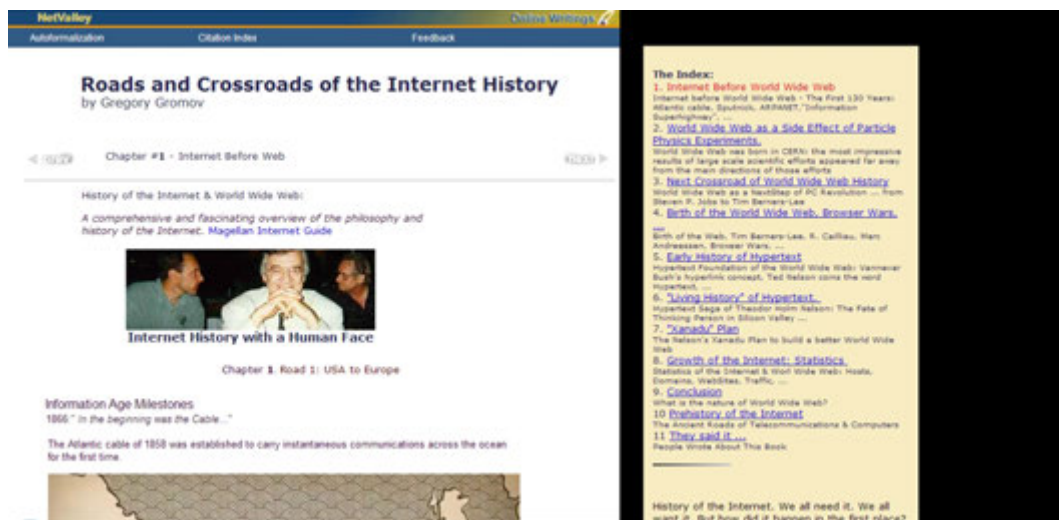 NetValley
Online Writings
Autoformalization
Citation Index
Feedback
Roads and Crossroads of the Internet History
by Gregory Gromov
Chapter #1 - Internet Before Web
History of the Internet & World Wide Web:
A comprehensive and fascinating overview of the philosophy and
history of the Internet. Magellan Internet Guide
Internet History with a Human Face
Chapter 1. Road 1: USA to Europe
Information Age Milestones
1866:" In the beginning was the Cable..."
The Atlantic cable of 1858 was established to carry instantaneous communications across the ocean
for the first time.
The Index:
1. Internet Before World Wide Web
Internet before World Wide Web - The First 130 Years:
Atlantic cable, Sputnick, ARPANET,"Information
Superhighway", ...
2. World Wide Web as a Side Effect of Particle
Physics Experiments.
World Wide Web was born in CERN: the most impressive
results of large scale scientific efforts appeared far away
from the main directions of those efforts
3. Next Crossroad of World Wide Web History
World Wide Web as a NextStep of PC Revolution ... from
Steven P. Jobs to Tim Berners-Lee
4. Birth of the World Wide Web, Browser Wars,
...
Birth of the Web, Tim Berners-Lee, R. Cailliau, Marc
Andreessen, Browser Wars, ...
5. Early History of Hypertext
Hypertext Foundation of the World Wide Web: Vannevar
Bush's hyperlink concept, Ted Nelson coins the word
Hypertext, ...
6. "Living History" of Hypertext.
Hypertext Saga of Theodor Holm Nelson: The Fate of
Thinking Person in Silicon Valley ...
7. "Xanadu" Plan
The Nelson's Xanadu Plan to build a better World Wide
Web
8. Growth of the Internet: Statistics
Statistics of the Internet & Worl Wide Web: Hosts,
Domains, WebSites, Traffic, ...
9. Conclusion
What is the nature of World Wide Web?
10 Prehistory of the Internet
The Ancient Roads of Telecommunications & Computers
11 They said it ...
People Wrote About This Book
History of the Internet. We all need it. We all
want it. But how did it happen in the first place?